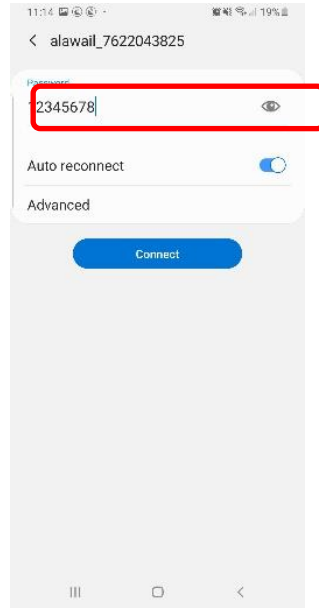 11:14
19%
alawail_7622043825
Password
12345678
Auto reconnect
Advanced
Connect